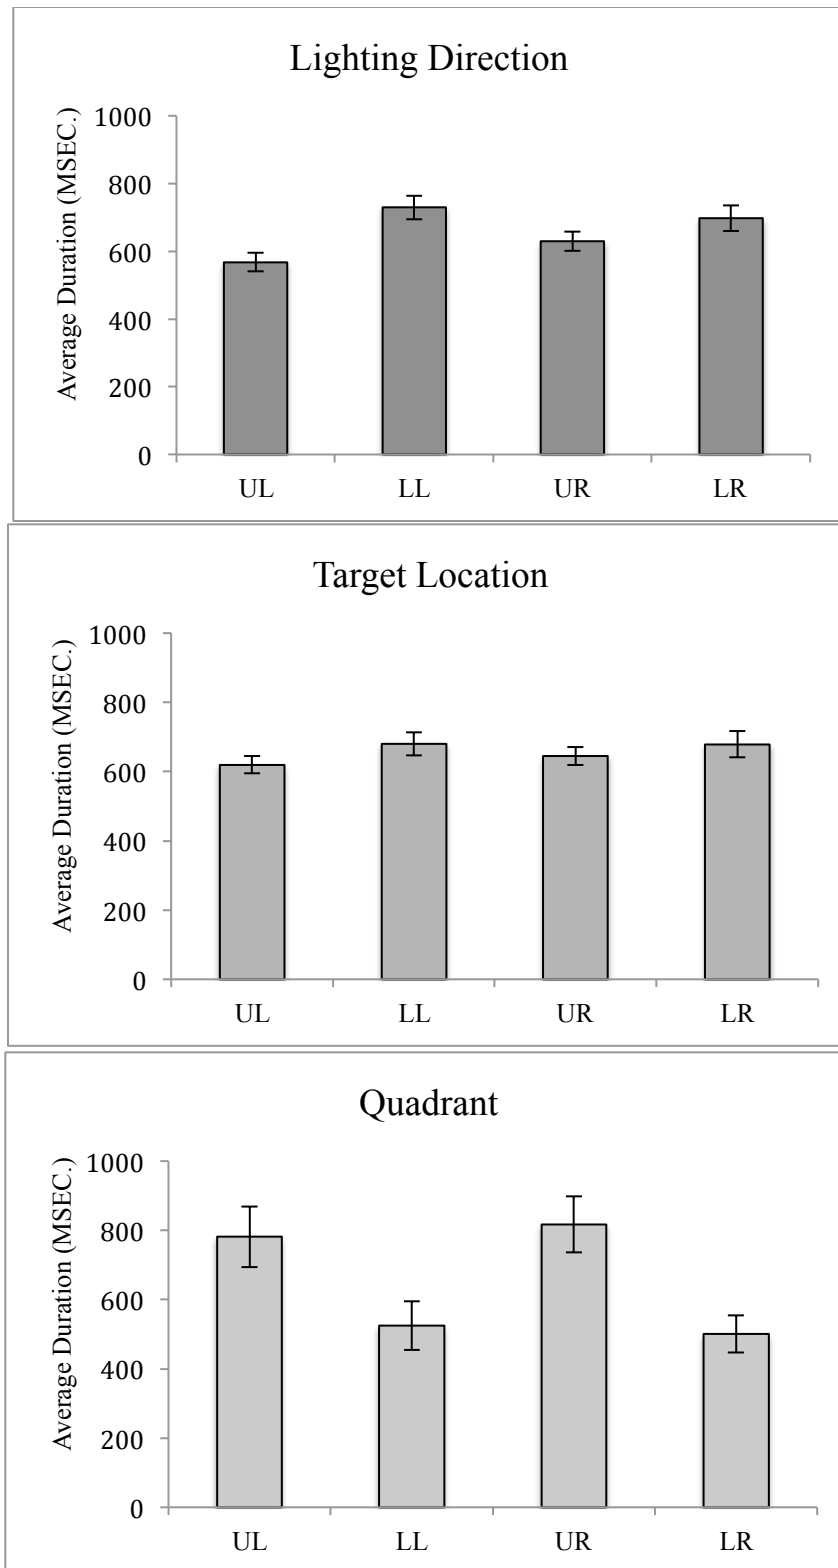 Lighting Direction
Average Duration (MSEC.)
1000
800
600
400
200
0
UL LL UR LR
Target Location
Average Duration (MSEC.)
1000
800
600
400
200
0
UL LL UR LR
Quadrant
Average Duration (MSEC.)
1000
800
600
400
200
0
UL LL UR LR